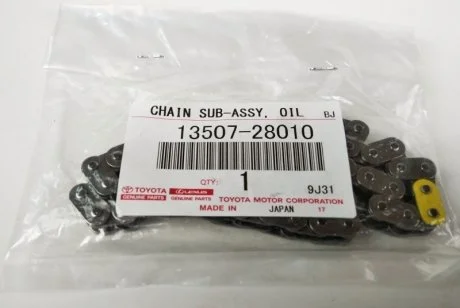 CHAIN SUB-ASSY, OIL BJ
13507-28010
QTY: 1 9J31
TOYOTA LEXUS
GENUINE PARTS GENUINE PARTS TOYOTA MOTOR CORPORATION
MADE IN JAPAN 17